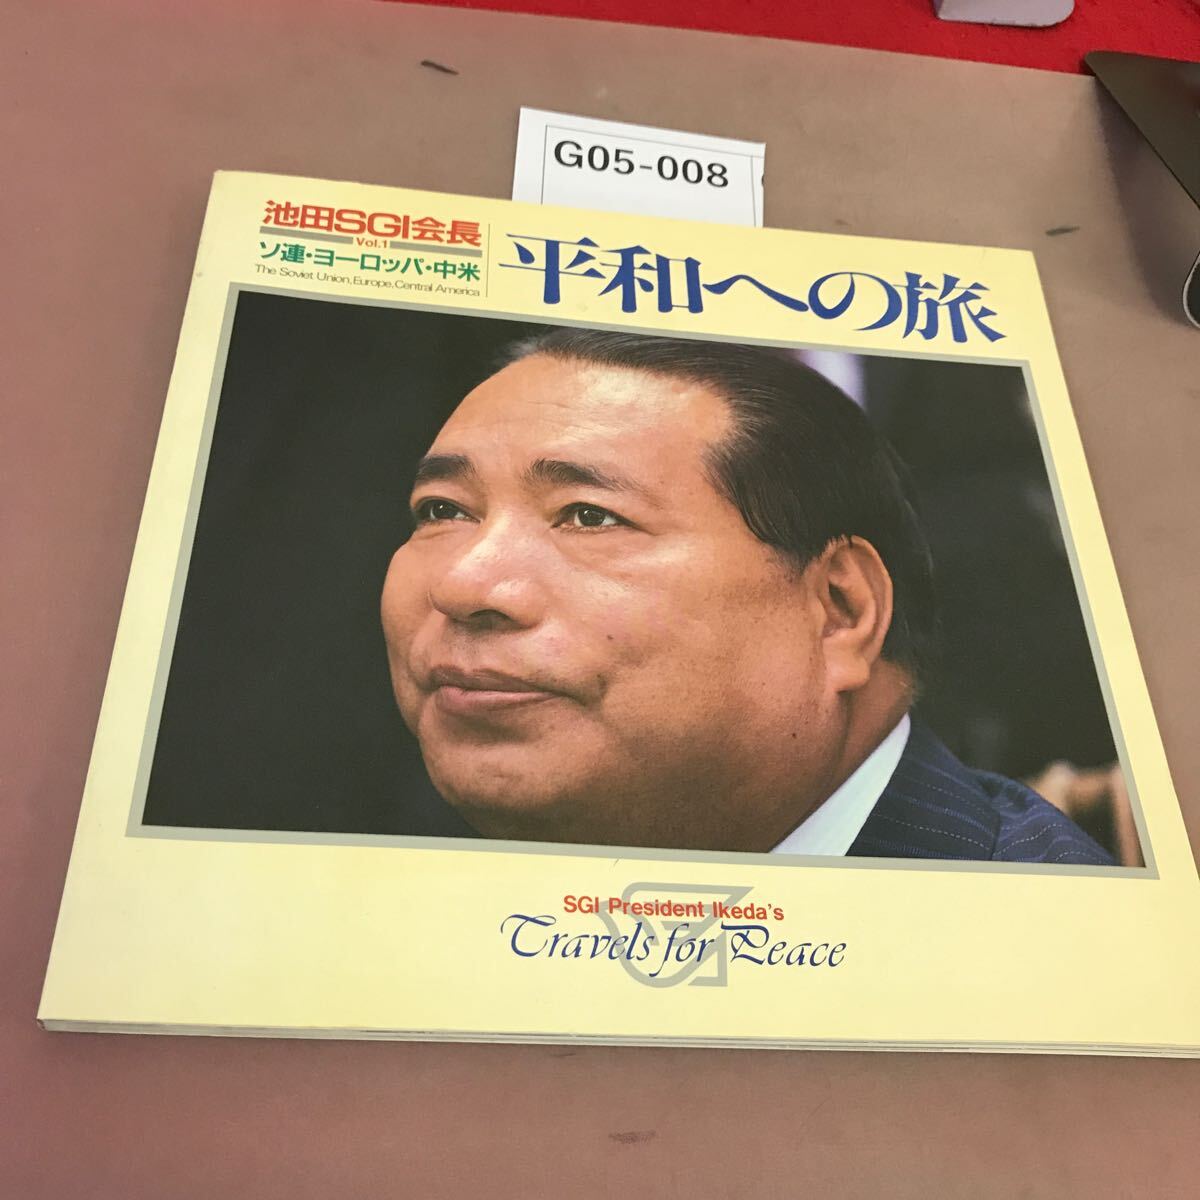 G05-008
池田SGI会長
Vol.1
ソ連・ヨーロッパ・中米
The Soviet Union, Europe, Central America
平和への旅
SGI President Ikeda's
Travels for Peace